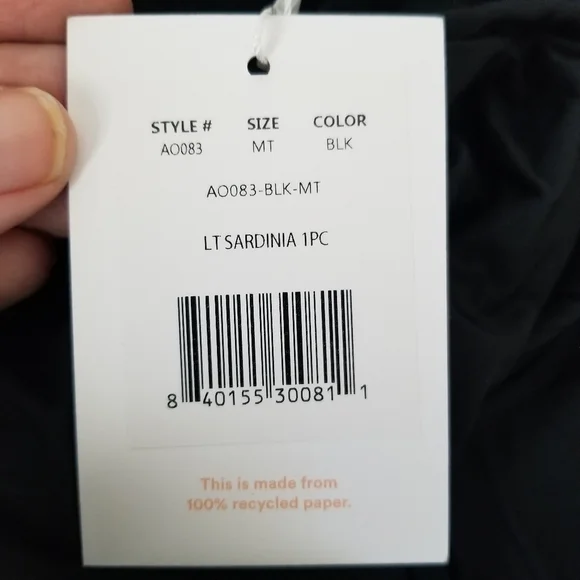 STYLE # SIZE COLOR
AO083 MT BLK
AO083-BLK-MT
LT SARDINIA 1PC
8 40155 30081 1
This is made from
100% recycled paper.